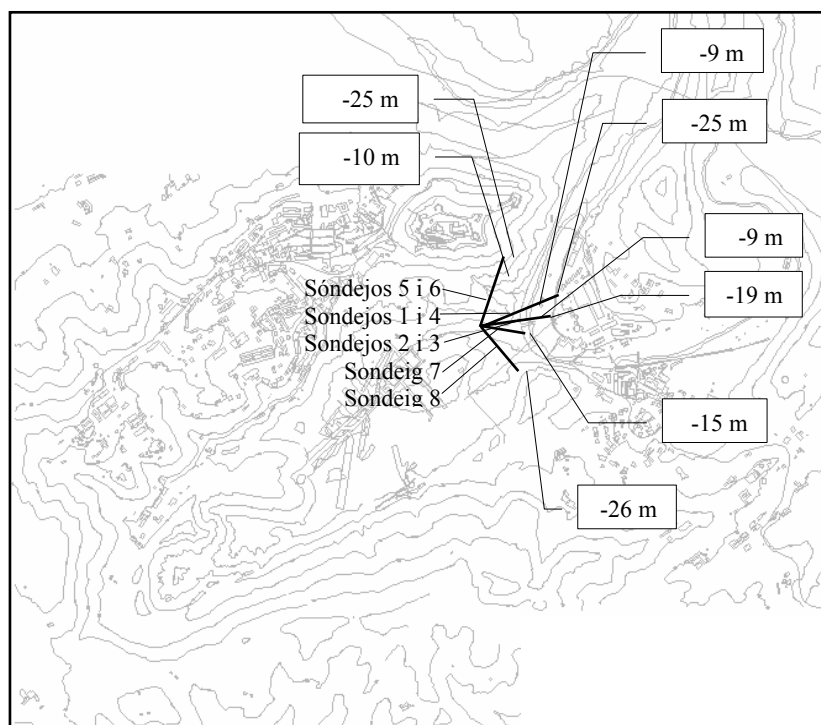 -9 m
-25 m
-25 m
-10 m
-9 m
Sóndejos 5 i 6
-19 m
Sondejos 1 i 4
Sondejos 2 i 3
Sondeig 7
Sondeig 8
-15 m
-26 m